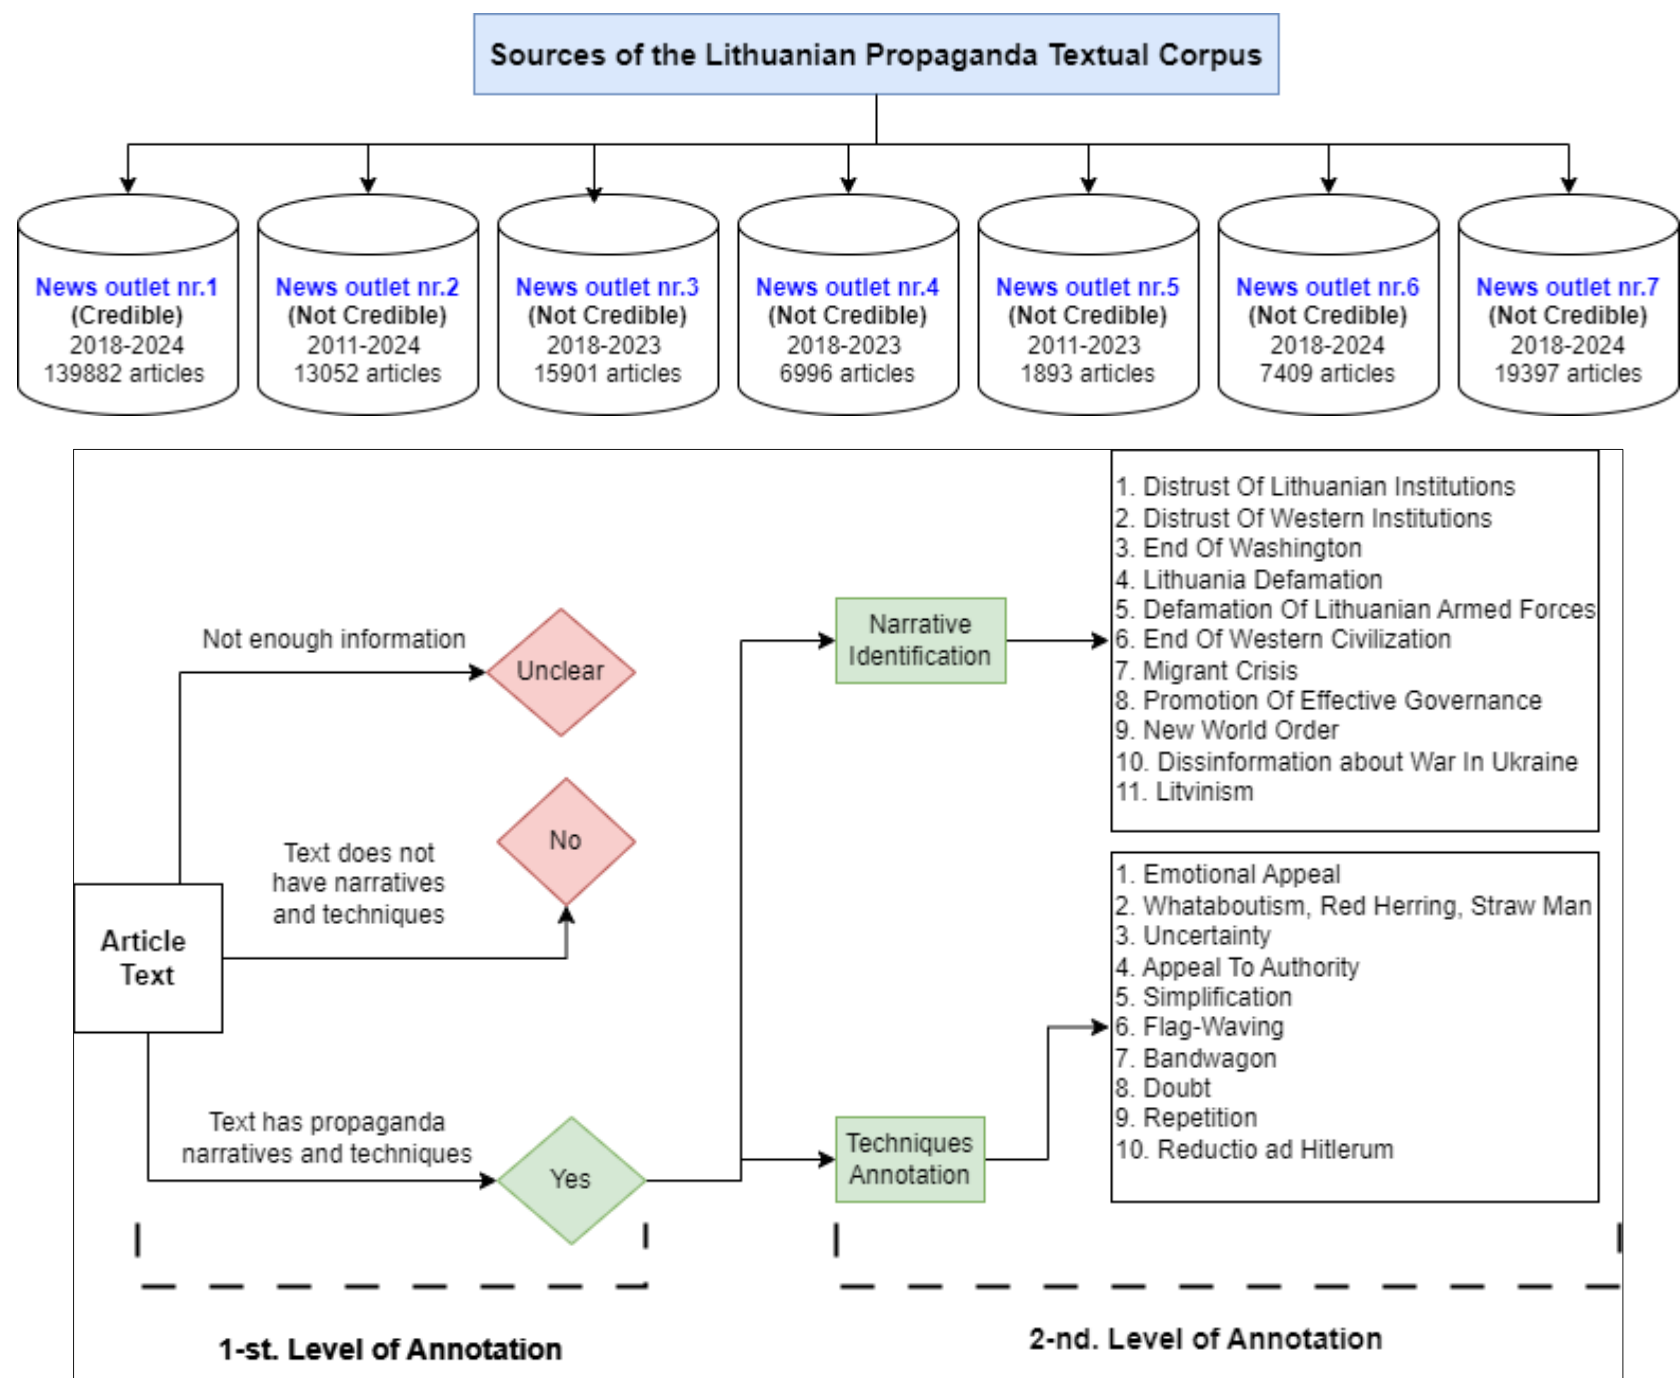 Sources of the Lithuanian Propaganda Textual Corpus
News outlet nr.1
(Credible)
2018-2024
139882 articles
News outlet nr.2
(Not Credible)
2011-2024
13052 articles
News outlet nr.3
(Not Credible)
2018-2023
15901 articles
News outlet nr.4
(Not Credible)
2018-2023
6996 articles
News outlet nr.5
(Not Credible)
2011-2023
1893 articles
News outlet nr.6
(Not Credible)
2018-2024
7409 articles
News outlet nr.7
(Not Credible)
2018-2024
19397 articles
Article
Text
Not enough information
Unclear
Text does not
have narratives
and techniques
No
Text has propaganda
narratives and techniques
Yes
Narrative
Identification
1. Distrust Of Lithuanian Institutions
2. Distrust Of Western Institutions
3. End Of Washington
4. Lithuania Defamation
5. Defamation Of Lithuanian Armed Forces
6. End Of Western Civilization
7. Migrant Crisis
8. Promotion Of Effective Governance
9. New World Order
10. Dissinformation about War In Ukraine
11. Litvinism
Techniques
Annotation
1. Emotional Appeal
2. Whataboutism, Red Herring, Straw Man
3. Uncertainty
4. Appeal To Authority
5. Simplification
6. Flag-Waving
7. Bandwagon
8. Doubt
9. Repetition
10. Reductio ad Hitlerum
1-st. Level of Annotation
2-nd. Level of Annotation